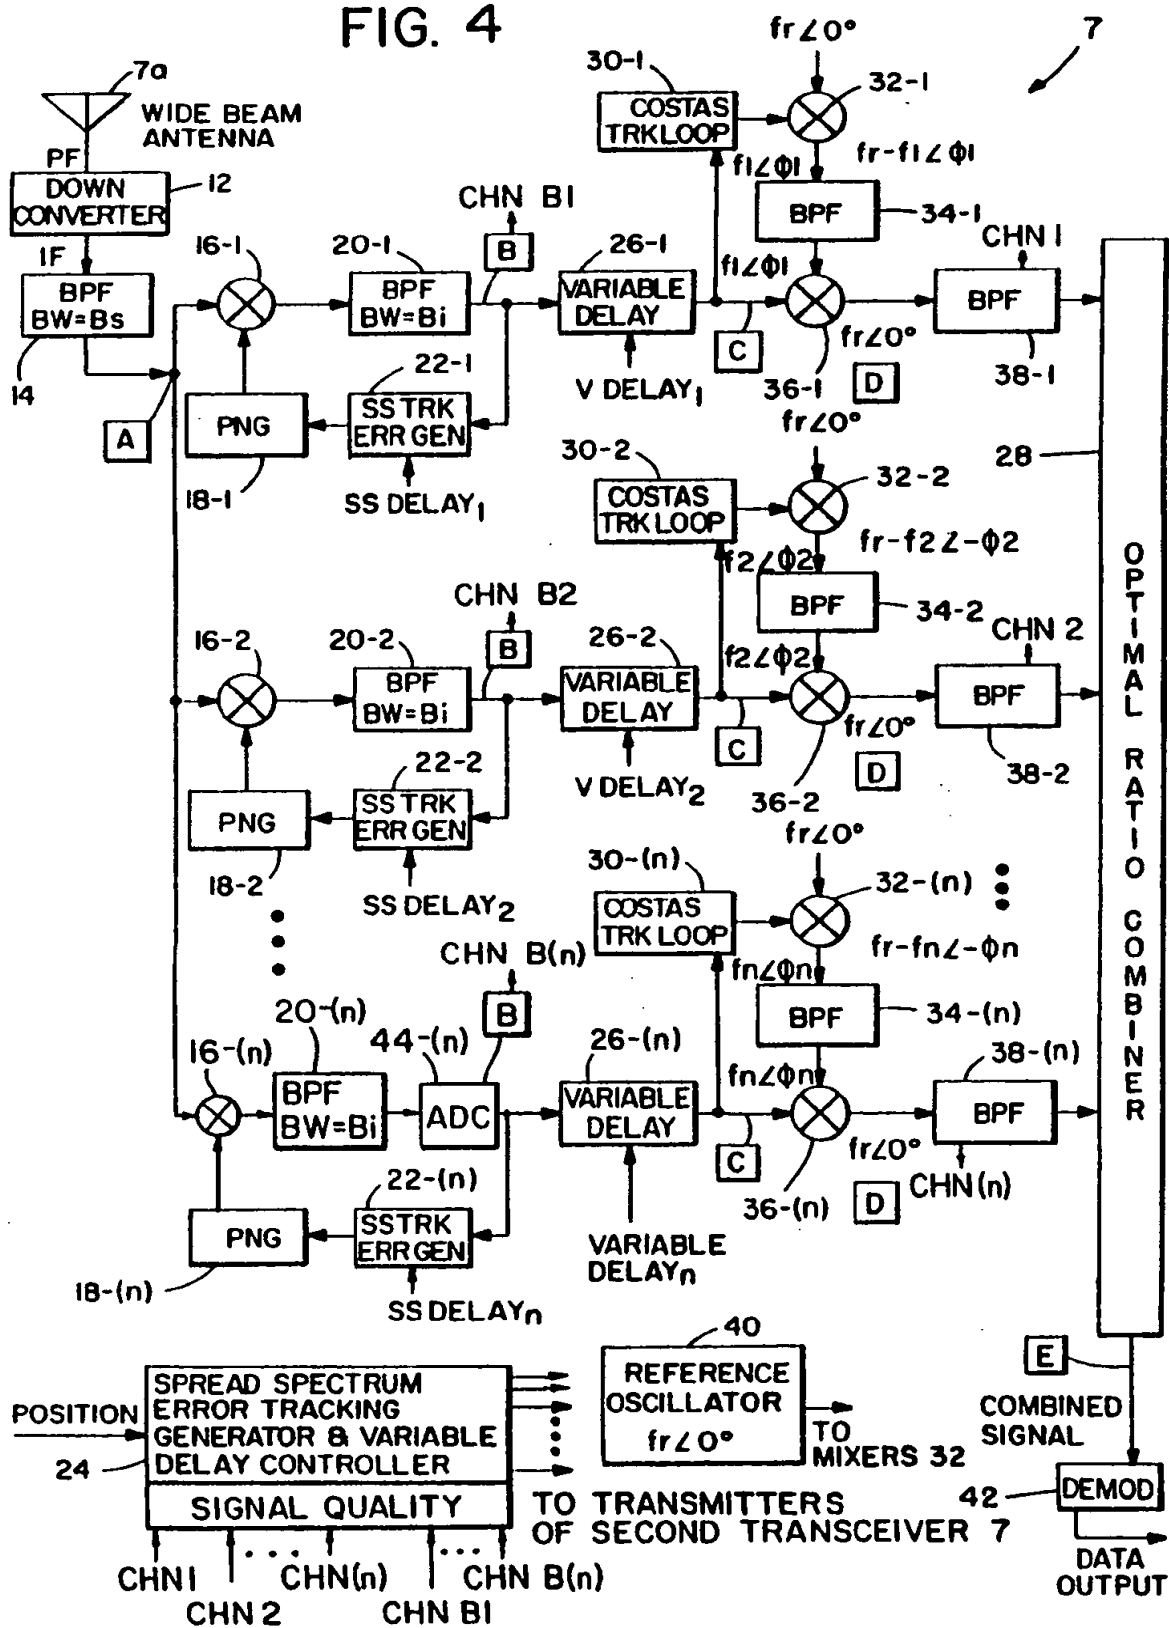 FIG. 4
7
7a
WIDE BEAM
ANTENNA
PF
DOWN
CONVERTER
12
IF
BPF
BW=Bs
14
A
16-1
PNG
18-1
20-1
BPF
BW=Bi
CHN B1
B
22-1
SS TRK
ERR GEN
SS DELAY1
26-1
VARIABLE
DELAY
V DELAY1
C
30-1
COSTAS
TRK LOOP
fr∠0°
32-1
f1∠Φ1
fr-f1∠Φ1
BPF
34-1
f1∠Φ1
fr∠0°
36-1
D
CHN 1
BPF
38-1
28
OPTIMAL RATIO COMBINER
16-2
PNG
18-2
20-2
BPF
BW=Bi
CHN B2
B
22-2
SS TRK
ERR GEN
SS DELAY2
26-2
VARIABLE
DELAY
V DELAY2
C
30-2
COSTAS
TRK LOOP
fr∠0°
32-2
f2∠Φ2
fr-f2∠-Φ2
BPF
34-2
f2∠Φ2
fr∠0°
36-2
D
CHN 2
BPF
38-2
16-(n)
PNG
18-(n)
20-(n)
BPF
BW=Bi
44-(n)
ADC
CHN B(n)
B
22-(n)
SS TRK
ERR GEN
SS DELAYn
26-(n)
VARIABLE
DELAY
VARIABLE
DELAYn
C
30-(n)
COSTAS
TRK LOOP
fr∠0°
32-(n)
fn∠Φn
fr-fn∠-Φn
BPF
34-(n)
fn∠Φn
fr∠0°
36-(n)
D
38-(n)
BPF
CHN(n)
POSITION
24
SPREAD SPECTRUM
ERROR TRACKING
GENERATOR & VARIABLE
DELAY CONTROLLER
SIGNAL QUALITY
CHN 1
CHN 2
CHN(n)
CHN B1
CHN B(n)
TO TRANSMITTERS
OF SECOND TRANSCEIVER 7
40
REFERENCE
OSCILLATOR
fr∠0°
TO
MIXERS 32
E
COMBINED
SIGNAL
42
DEMOD
DATA
OUTPUT